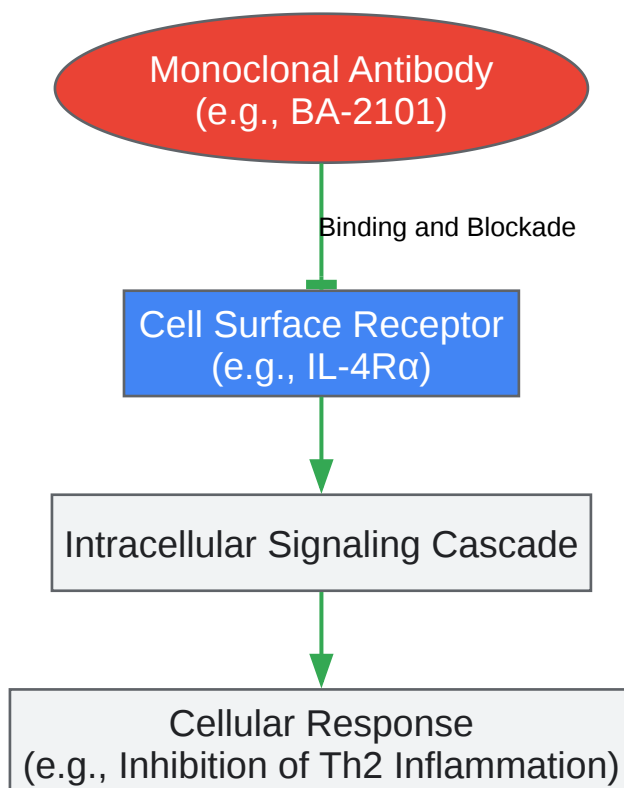 Monoclonal Antibody
(e.g., BA-2101)
Binding and Blockade
Cell Surface Receptor
(e.g., IL-4Rα)
Intracellular Signaling Cascade
Cellular Response
(e.g., Inhibition of Th2 Inflammation)